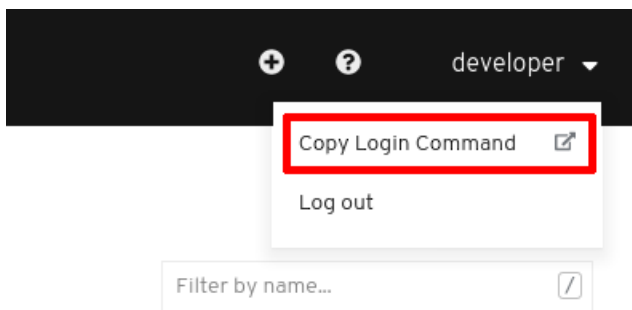 developer
Copy Login Command
Log out
Filter by name...
/